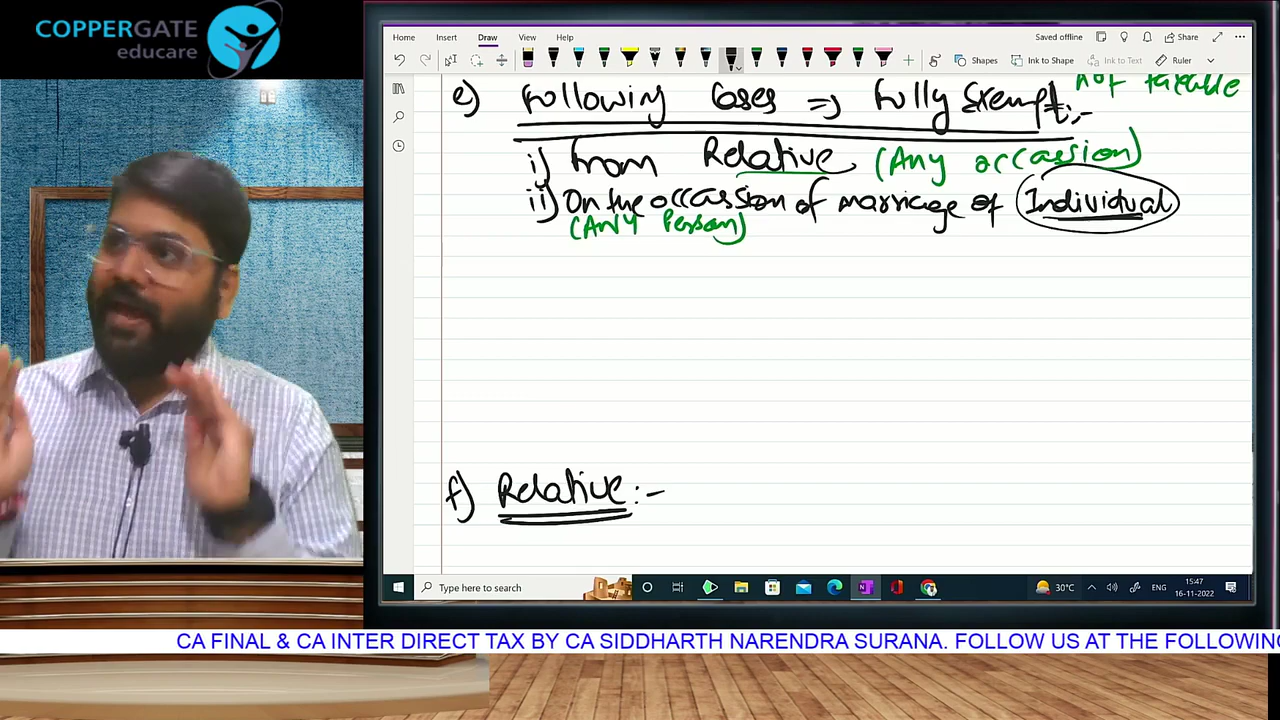 COPPERGATE
educare
Home Insert Draw View Help
Saved offline
Share
Shapes
Ink to Shape
Ink to Text
Ruler
not taxable
e) Following Cases => Fully Exempt:-
i) From Relative (Any occassion)
ii) On the occassion of marriage of Individual
(Any Person)
f) Relative :-
Type here to search
30°C
ENG
15:47
16-11-2022
CA FINAL & CA INTER DIRECT TAX BY CA SIDDHARTH NARENDRA SURANA. FOLLOW US AT THE FOLLOWING